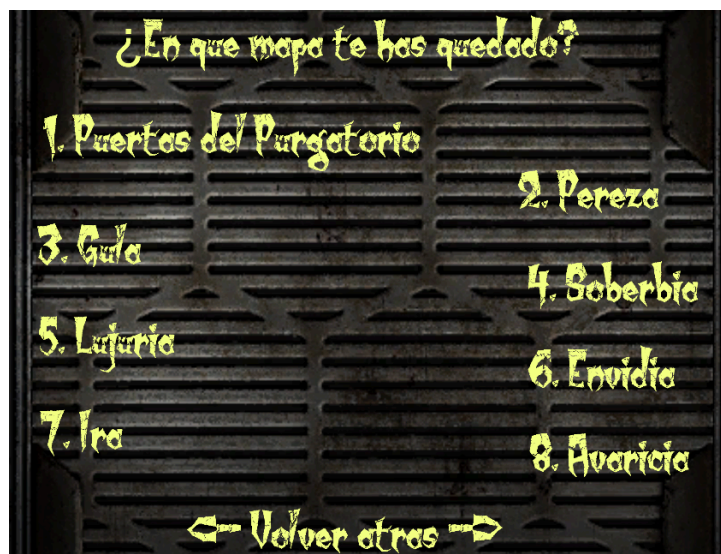 ¿En que mapa te has quedado?
1. Puertas del Purgatorio
2. Pereza
3. Gula
4. Soberbia
5. Lujuria
6. Envidia
7. Ira
8. Avaricia
<- Volver atras ->